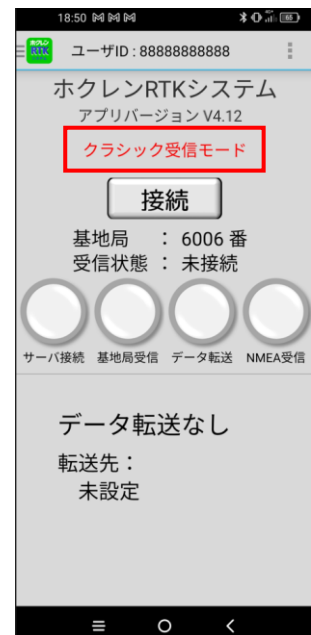 18:50
65
RTK
ユーザID : 88888888888
ホクレンRTKシステム
アプリバージョン V4.12
クラシック受信モード
接続
基地局 : 6006 番
受信状態 : 未接続
サーバ接続 基地局受信 データ転送 NMEA受信
データ転送なし
転送先：
未設定